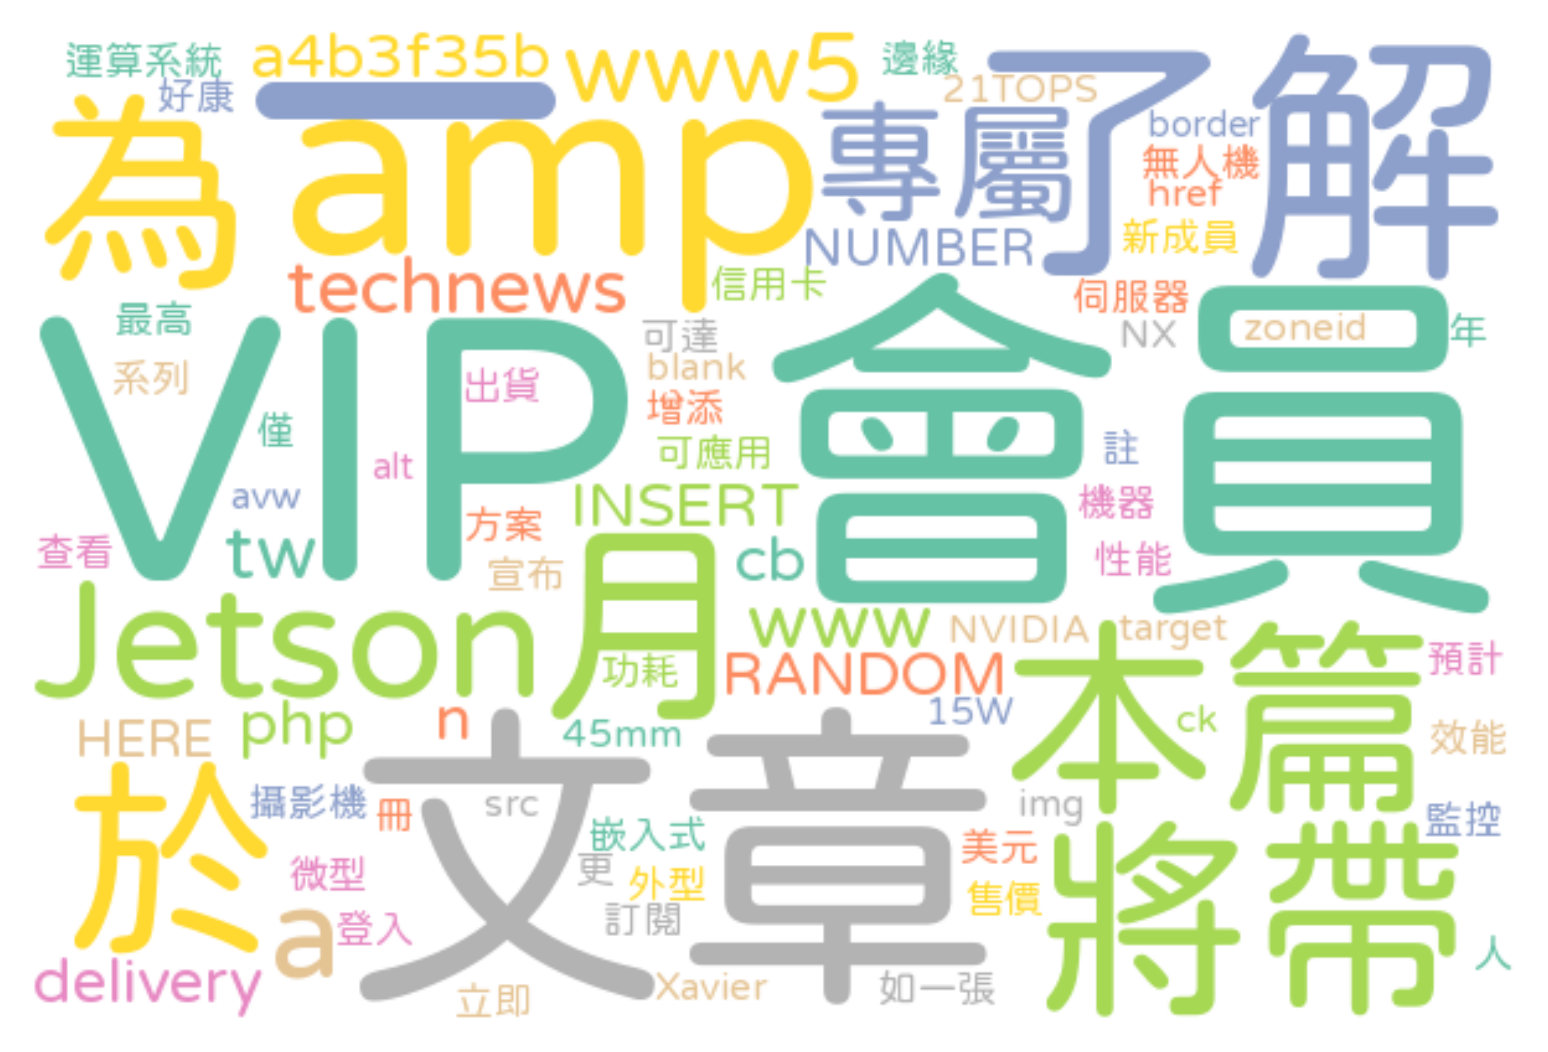 運算系統 a4b3f35b www5 邊緣 了解
好康 一 21TOPS
為 amp 專屬 border
無人機
href
NUMBER 新成員
technews 信用卡 伺服器
最高 可達 NX zoneid 年
VIP 會員
系列 出貨 blank
僅 增添
alt 可應用 註
avw INSERT 機器
查看 tw 方案 cb 性能
宣布
Jetson 月 www NVIDIA target
功耗 RANDOM 本篇 預計
HERE php n 45mm 15W ck 效能
於 攝影機 冊 文章 src img 監控
嵌入式 美元
微型 更 外型 售價 將帶
a 登入 訂閱
delivery 立即 Xavier 如一張 人